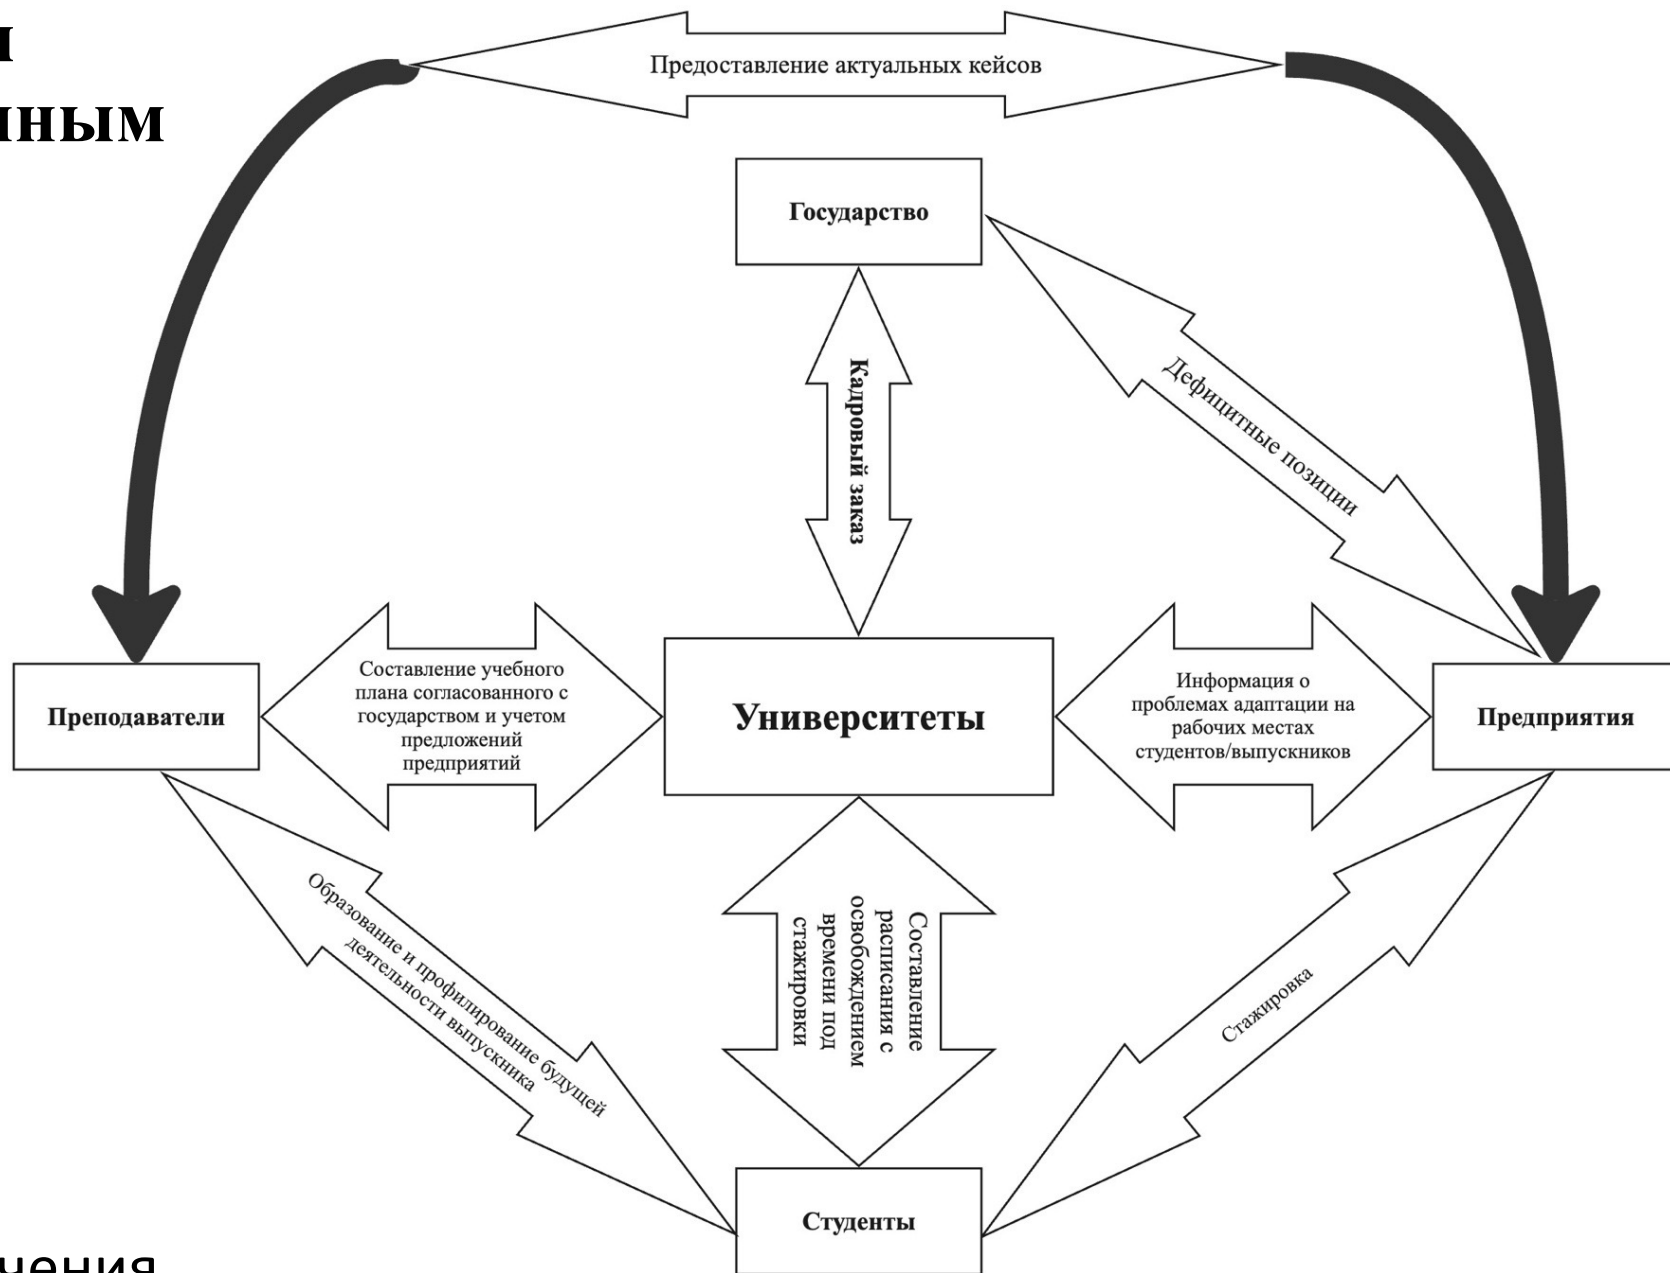 нным
Предоставление актуальных кейсов
Государство
Кадровый заказ
Дефицитные позиции
Преподаватели
Составление учебного
плана согласованного с
государством и учетом
предложений
предприятий
Университеты
Информация о
проблемах адаптации на
рабочих местах
студентов/выпускников
Предприятия
Образование и профилирование будущей
деятельности выпускника
Составление
расписания с
освобождением
времени под
стажировки
Стажировка
Студенты
чения